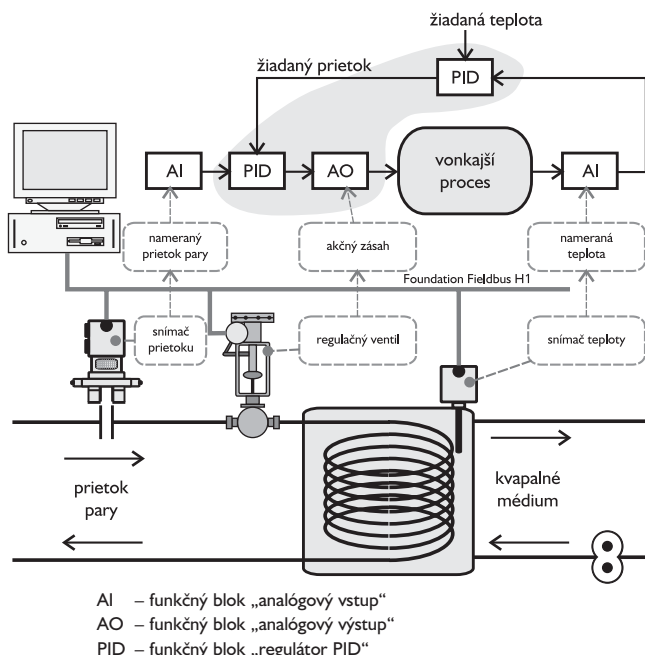 žiadaná teplota
žiadaný prietok
PID
AI
PID
AO
vonkajší
proces
AI
nameraný
prietok pary
akčný zásah
nameraná
teplota
Foundation Fieldbus H1
snímač
prietoku
regulačný ventil
snímač teploty
prietok
pary
kvapalné
médium
AI – funkčný blok „analógový vstup“
AO – funkčný blok „analógový výstup“
PID – funkčný blok „regulátor PID“